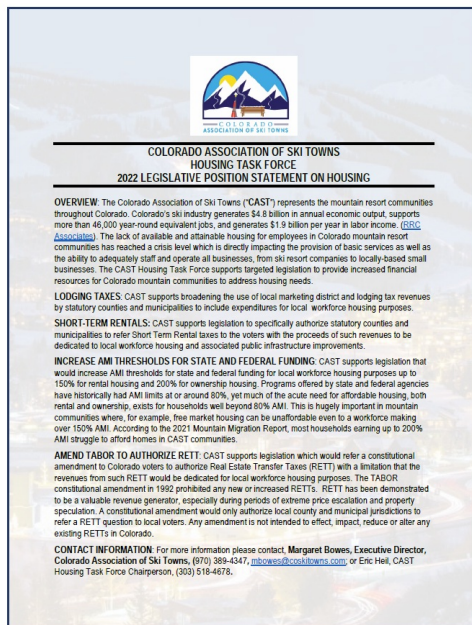 COLORADO
ASSOCIATION OF SKI TOWNS
COLORADO ASSOCIATION OF SKI TOWNS
HOUSING TASK FORCE
2022 LEGISLATIVE POSITION STATEMENT ON HOUSING
OVERVIEW: The Colorado Association of Ski Towns ("CAST") represents the mountain resort communities
throughout Colorado. Colorado's ski industry generates $4.8 billion in annual economic output, supports
more than 46,000 year-round equivalent jobs, and generates $1.9 billion per year in labor income. (RRC
Associates). The lack of available and attainable housing for employees in Colorado mountain resort
communities has reached a crisis level which is directly impacting the provision of basic services as well as
the ability to adequately staff and operate all businesses, from ski resort companies to locally-based small
businesses. The CAST Housing Task Force supports targeted legislation to provide increased financial
resources for Colorado mountain communities to address housing needs.
LODGING TAXES: CAST supports broadening the use of local marketing district and lodging tax revenues
by statutory counties and municipalities to include expenditures for local workforce housing purposes.
SHORT-TERM RENTALS: CAST supports legislation to specifically authorize statutory counties and
municipalities to refer Short Term Rental taxes to the voters with the proceeds of such revenues to be
dedicated to local workforce housing and associated public infrastructure improvements.
INCREASE AMI THRESHOLDS FOR STATE AND FEDERAL FUNDING: CAST supports legislation that
would increase AMI thresholds for state and federal funding for local workforce housing purposes up to
150% for rental housing and 200% for ownership housing. Programs offered by state and federal agencies
have historically had AMI limits at or around 80%, yet much of the acute need for affordable housing, both
rental and ownership, exists for households well beyond 80% AMI. This is hugely important in mountain
communities where, for example, free market housing can be unaffordable even to a workforce making
over 150% AMI. According to the 2021 Mountain Migration Report, most households earning up to 200%
AMI struggle to afford homes in CAST communities.
AMEND TABOR TO AUTHORIZE RETT: CAST supports legislation which would refer a constitutional
amendment to Colorado voters to authorize Real Estate Transfer Taxes (RETT) with a limitation that the
revenues from such RETT would be dedicated for local workforce housing purposes. The TABOR
constitutional amendment in 1992 prohibited any new or increased RETTs. RETT has been demonstrated
to be a valuable revenue generator, especially during periods of extreme price escalation and property
speculation. A constitutional amendment would only authorize local county and municipal jurisdictions to
refer a RETT question to local voters. Any amendment is not intended to effect, impact, reduce or alter any
existing RETTs in Colorado.
CONTACT INFORMATION: For more information please contact, Margaret Bowes, Executive Director,
Colorado Association of Ski Towns, (970) 389-4347, mbowes@coskitowns.com; or Eric Heil, CAST
Housing Task Force Chairperson, (303) 518-4678.